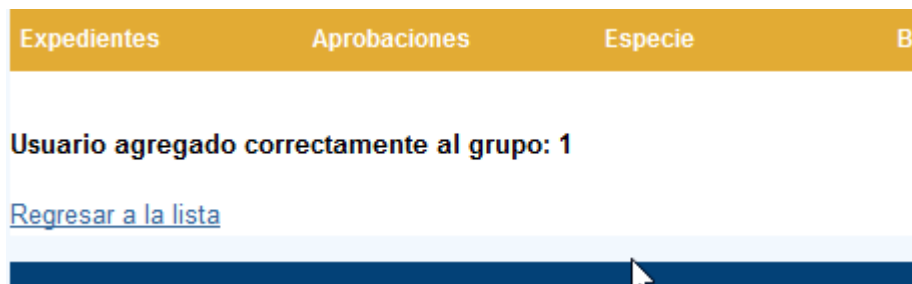 Expedientes Aprobaciones Especie B
Usuario agregado correctamente al grupo: 1
Regresar a la lista